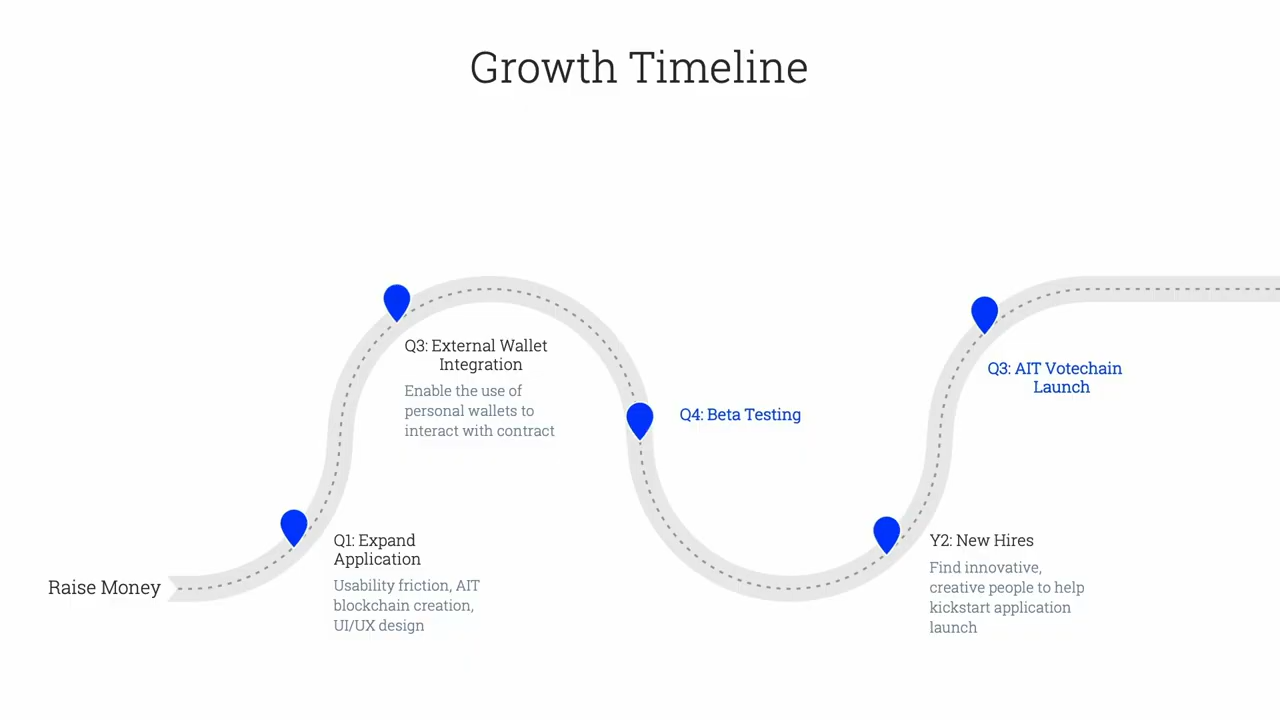 Growth Timeline
Q3: External Wallet
Integration
Enable the use of
personal wallets to
interact with contract
Q3: AIT Votechain
Launch
Q4: Beta Testing
Raise Money
Q1: Expand
Application
Usability friction, AIT
blockchain creation,
UI/UX design
Y2: New Hires
Find innovative,
creative people to help
kickstart application
launch